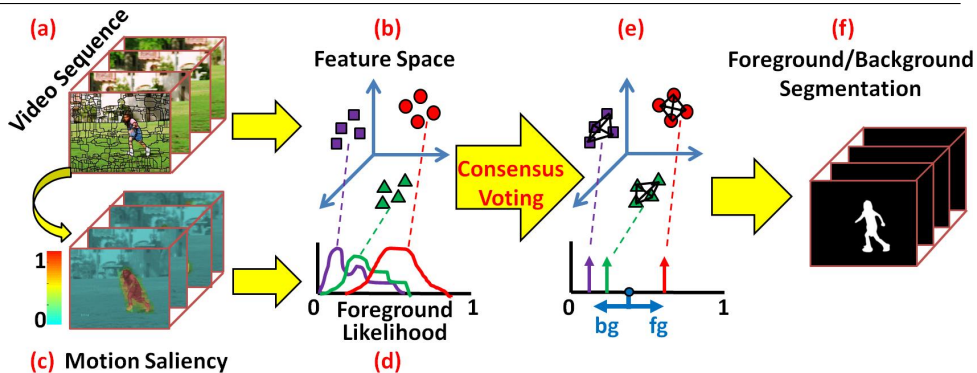 (a)
(b)
(e)
(f)
Video Sequence
Feature Space
Foreground/Background
Segmentation
Consensus
Voting
1
0
0
1
Foreground
Likelihood
0
1
bg
fg
(c)
Motion Saliency
(d)